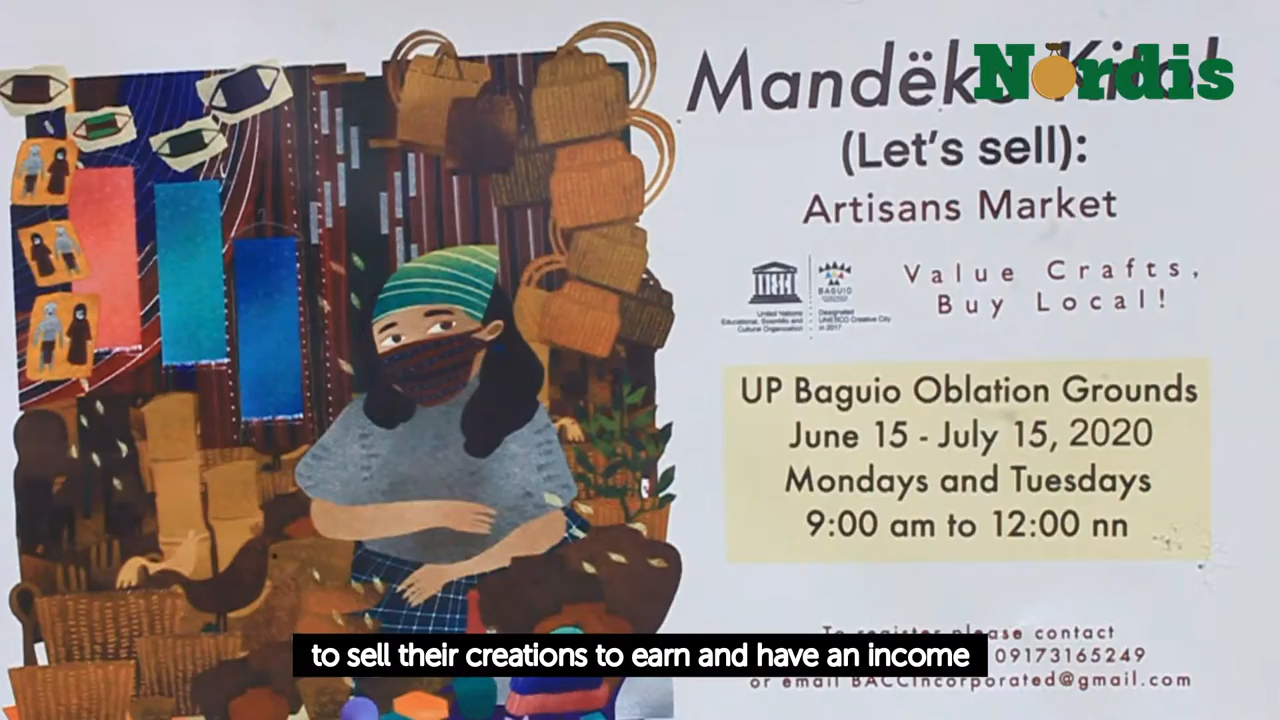 Nordis
(Let's sell):
Artisans Market
United Nations
Educational, Scientific and
Cultural Organization
BAGUIO
Designated
UNESCO Creative City
in 2017
Value Crafts,
Buy Local!
UP Baguio Oblation Grounds
June 15 - July 15, 2020
Mondays and Tuesdays
9:00 am to 12:00 nn
To register please contact
09173165249
or email BACCIncorporated@gmail.com
to sell their creations to earn and have an income